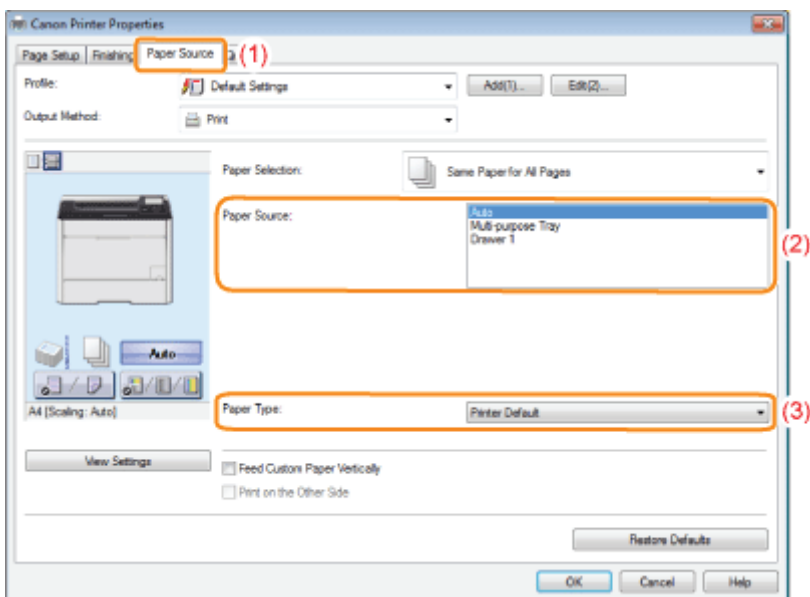 Canon Printer Properties
Page Setup Finishing Paper Source (1)
Profile: Default Settings Add(1)... Edit(2)...
Output Method: Print
Paper Selection: Same Paper for All Pages
Paper Source: Auto
Multi-purpose Tray
Drawer 1
(2)
Auto
A4 [Scaling: Auto]
Paper Type: Printer Default (3)
View Settings
Feed Custom Paper Vertically
Print on the Other Side
Restore Defaults
OK Cancel Help